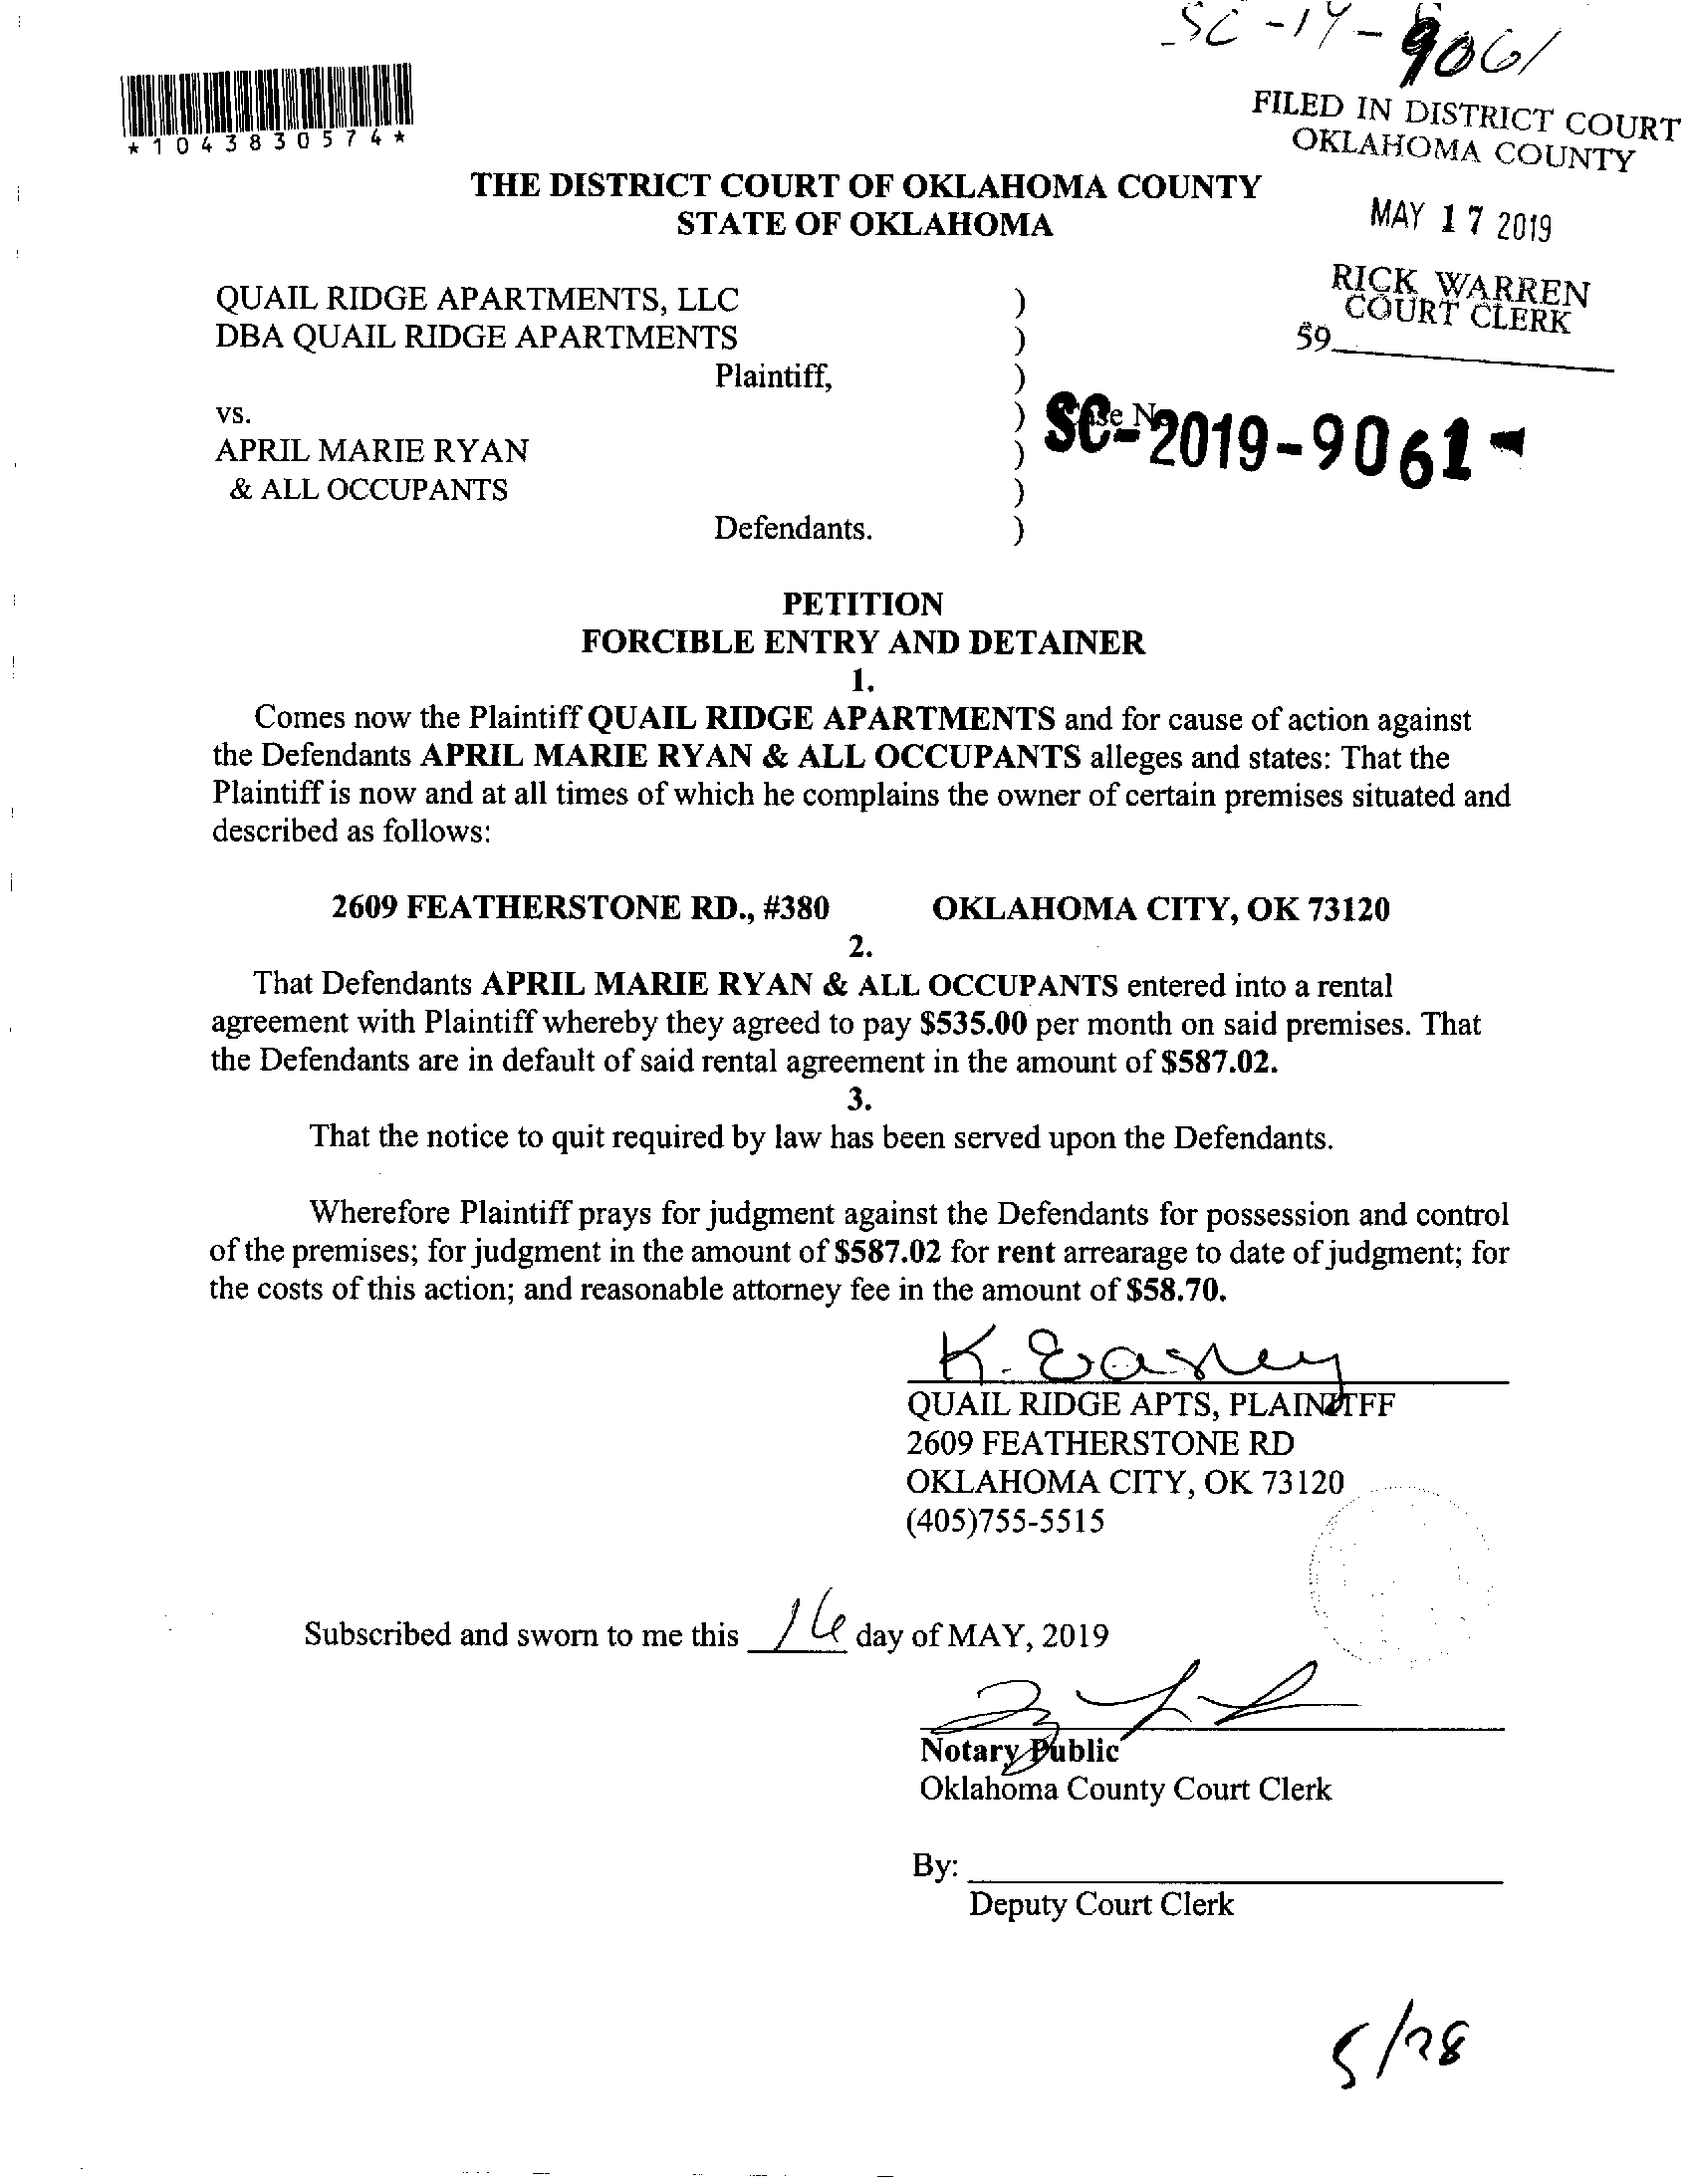 SC-19-9061
*1043830574*
FILED IN DISTRICT COURT
OKLAHOMA COUNTY
THE DISTRICT COURT OF OKLAHOMA COUNTY
STATE OF OKLAHOMA
MAY 17 2019
RICK WARREN
COURT CLERK
59
QUAIL RIDGE APARTMENTS, LLC )
DBA QUAIL RIDGE APARTMENTS )
Plaintiff, )
vs. ) Case No
APRIL MARIE RYAN ) SC-2019-9061-
& ALL OCCUPANTS )
Defendants. )
PETITION
FORCIBLE ENTRY AND DETAINER
1.
Comes now the Plaintiff QUAIL RIDGE APARTMENTS and for cause of action against
the Defendants APRIL MARIE RYAN & ALL OCCUPANTS alleges and states: That the
Plaintiff is now and at all times of which he complains the owner of certain premises situated and
described as follows:
2609 FEATHERSTONE RD., #380 OKLAHOMA CITY, OK 73120
2.
That Defendants APRIL MARIE RYAN & ALL OCCUPANTS entered into a rental
agreement with Plaintiff whereby they agreed to pay $535.00 per month on said premises. That
the Defendants are in default of said rental agreement in the amount of $587.02.
3.
That the notice to quit required by law has been served upon the Defendants.
Wherefore Plaintiff prays for judgment against the Defendants for possession and control
of the premises; for judgment in the amount of $587.02 for rent arrearage to date of judgment; for
the costs of this action; and reasonable attorney fee in the amount of $58.70.
K. Easley
QUAIL RIDGE APTS, PLAINTIFF
2609 FEATHERSTONE RD
OKLAHOMA CITY, OK 73120
(405)755-5515
Subscribed and sworn to me this 16 day of MAY, 2019
Notary Public
Oklahoma County Court Clerk
By:
Deputy Court Clerk
5/28